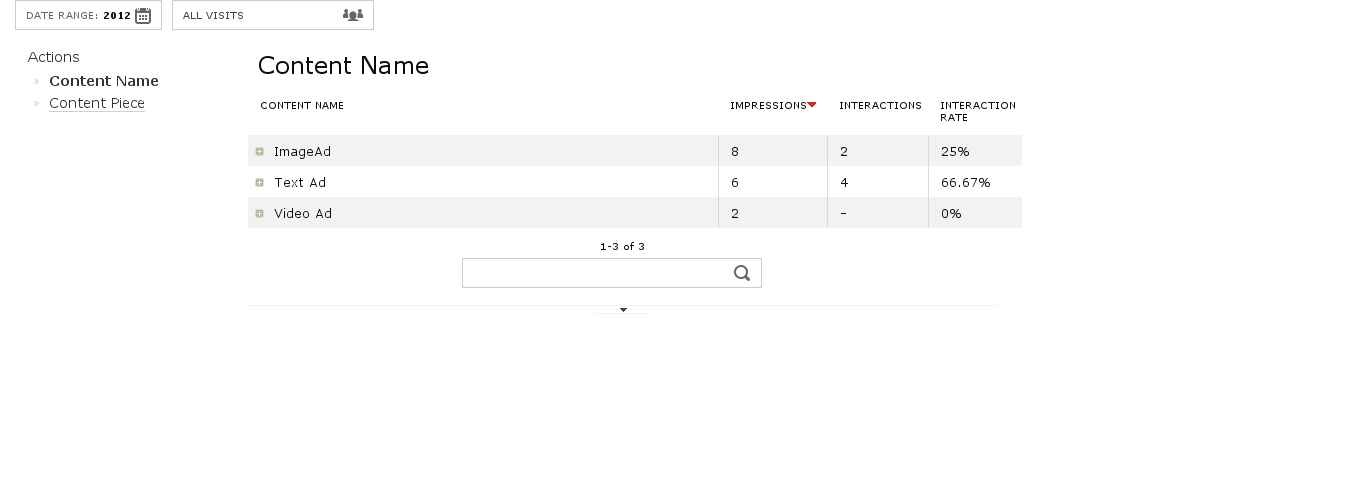 DATE RANGE: 2012 ALL VISITS
Actions
Content Name
Content Piece
Content Name
CONTENT NAME IMPRESSIONS INTERACTIONS INTERACTION RATE
ImageAd 8 2 25%
Text Ad 6 4 66.67%
Video Ad 2 - 0%
1-3 of 3